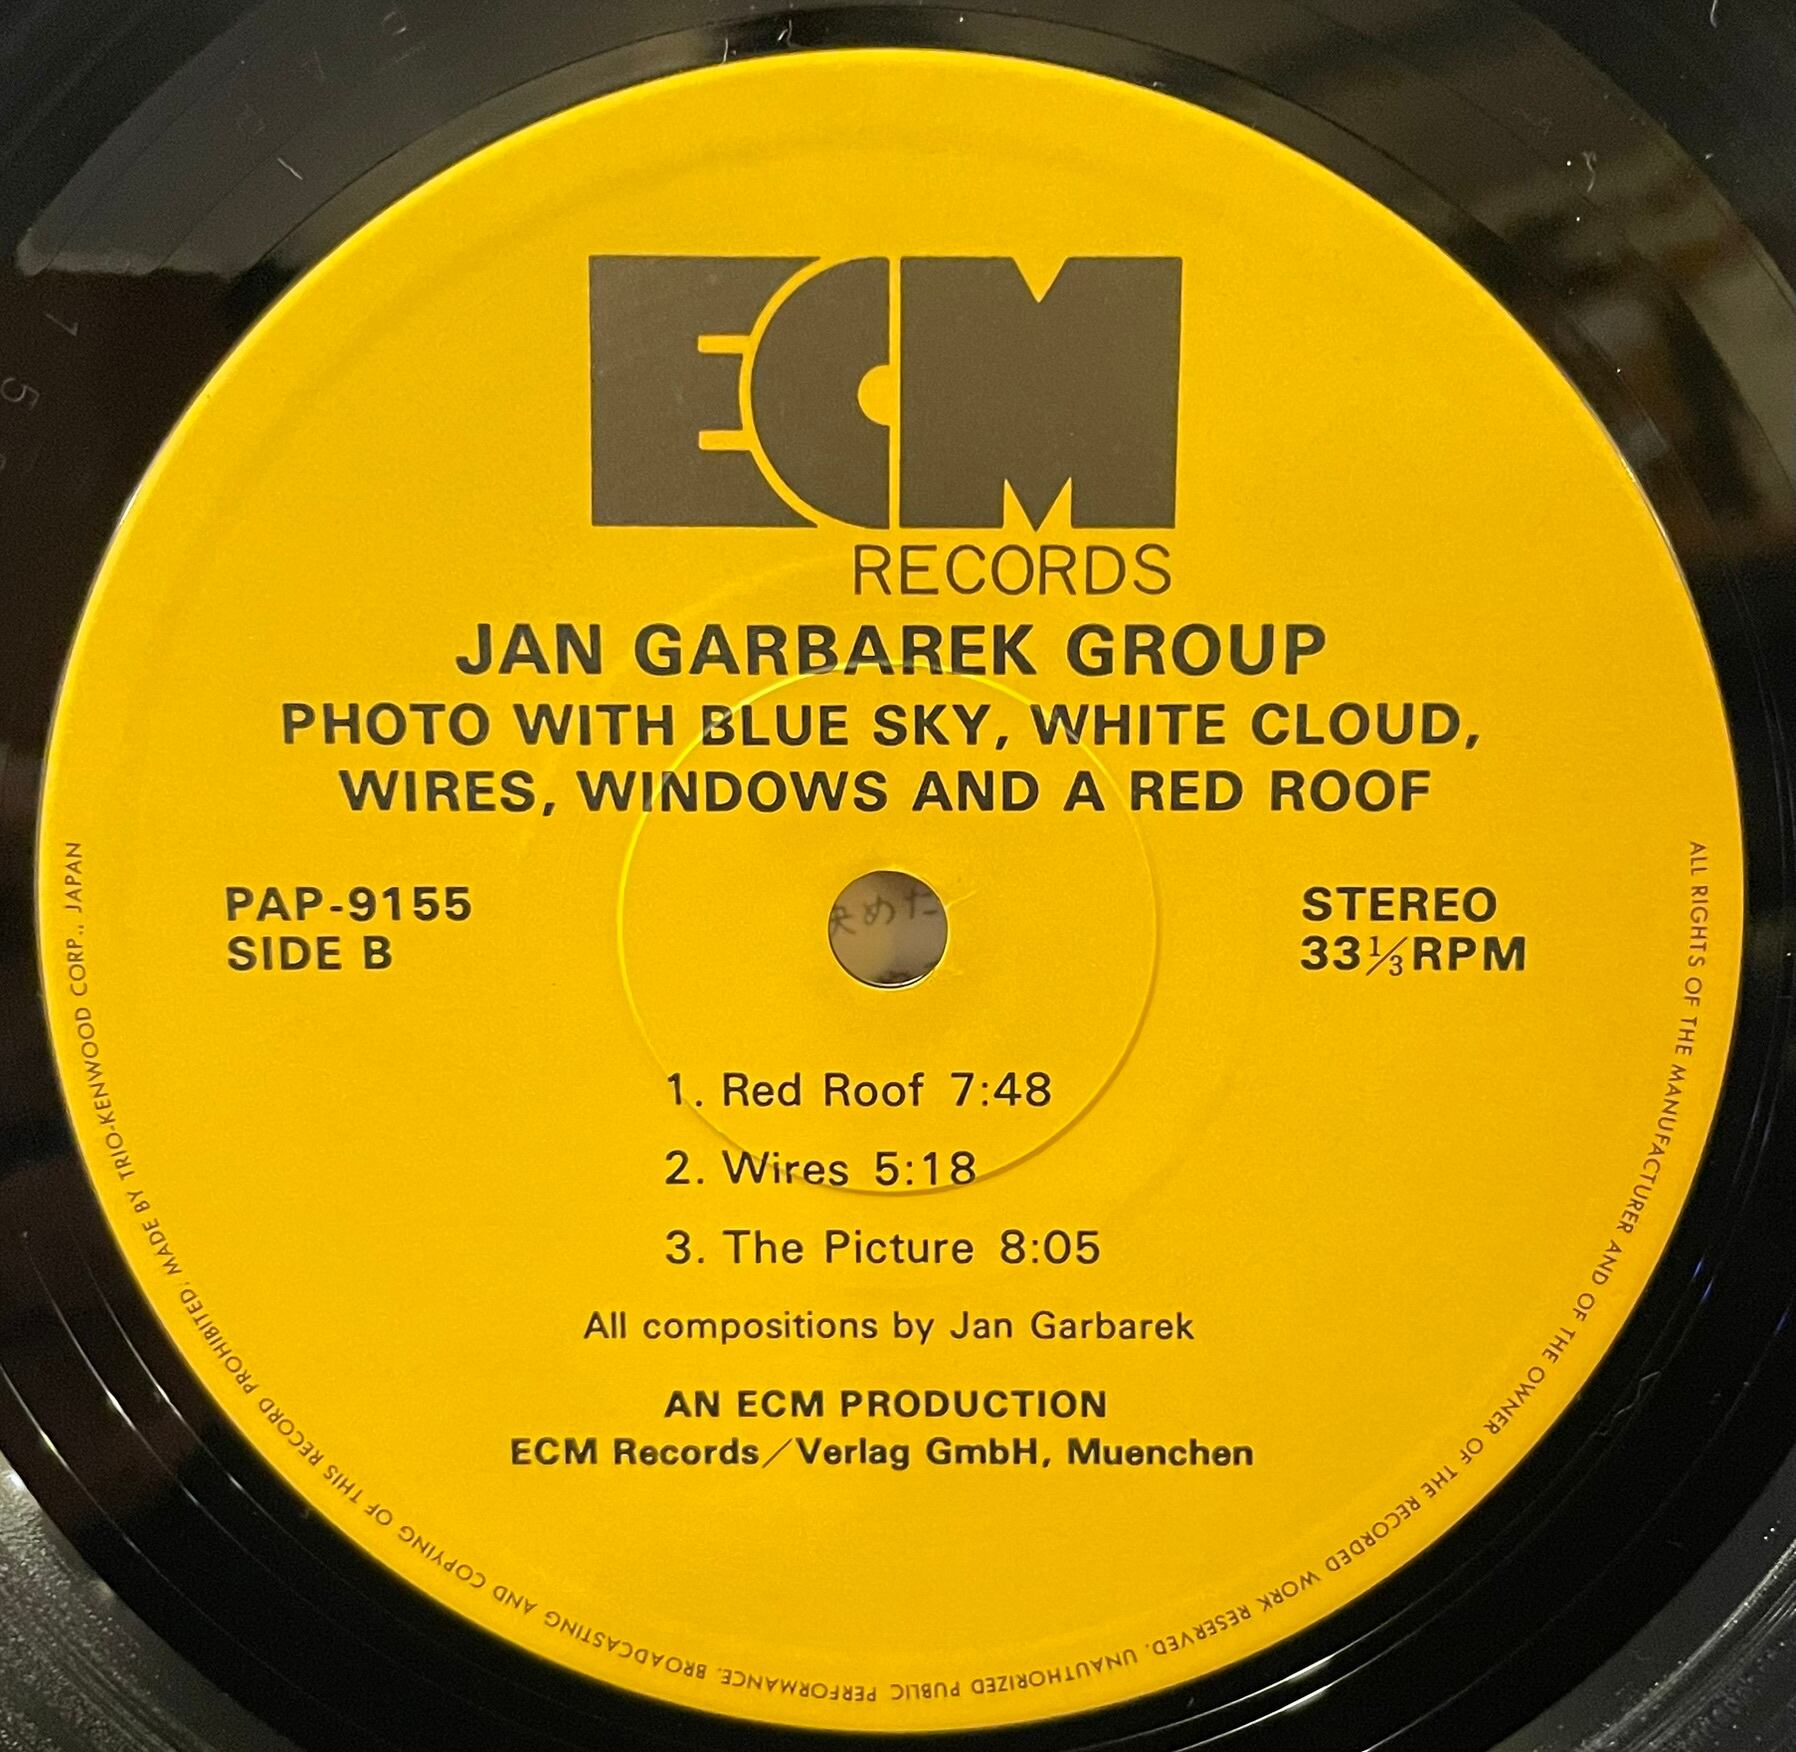 ECM
RECORDS
JAN GARBAREK GROUP
PHOTO WITH BLUE SKY, WHITE CLOUD,
WIRES, WINDOWS AND A RED ROOF
PAP-9155
SIDE B
STEREO
33⅓RPM
決めた
1. Red Roof 7:48
2. Wires 5:18
3. The Picture 8:05
All compositions by Jan Garbarek
AN ECM PRODUCTION
ECM Records/Verlag GmbH, Muenchen
ALL RIGHTS OF THE MANUFACTURER AND OF THE OWNER OF THE RECORDED WORK RESERVED. UNAUTHORIZED PUBLIC PERFORMANCE, BROADCASTING AND COPYING OF THIS RECORD PROHIBITED; MADE BY TRIO-KENWOOD CORP., JAPAN